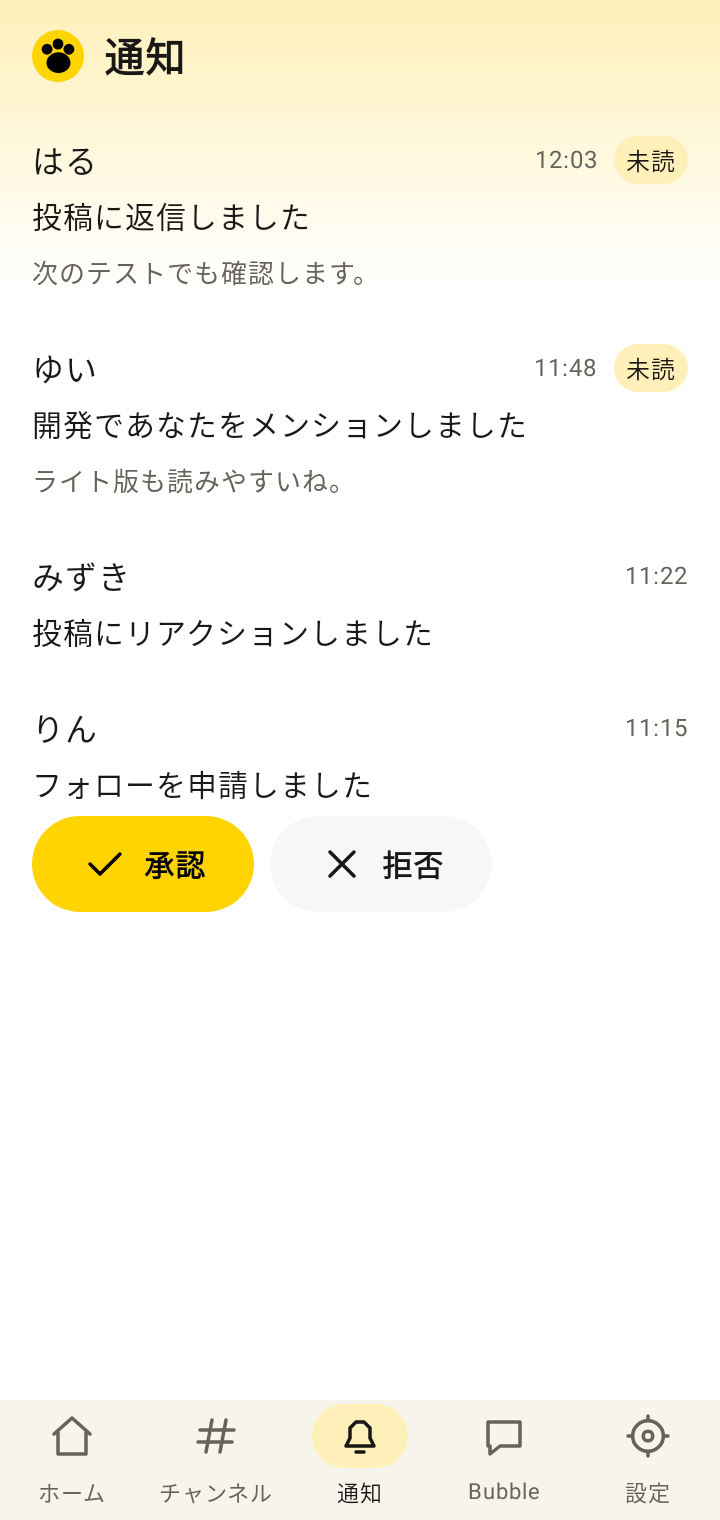 通知
はる 12:03 未読
投稿に返信しました
次のテストでも確認します。
ゆい 11:48 未読
開発であなたをメンションしました
ライト版も読みやすいね。
みずき 11:22
投稿にリアクションしました
りん 11:15
フォローを申請しました
承認 拒否
ホーム チャンネル 通知 Bubble 設定